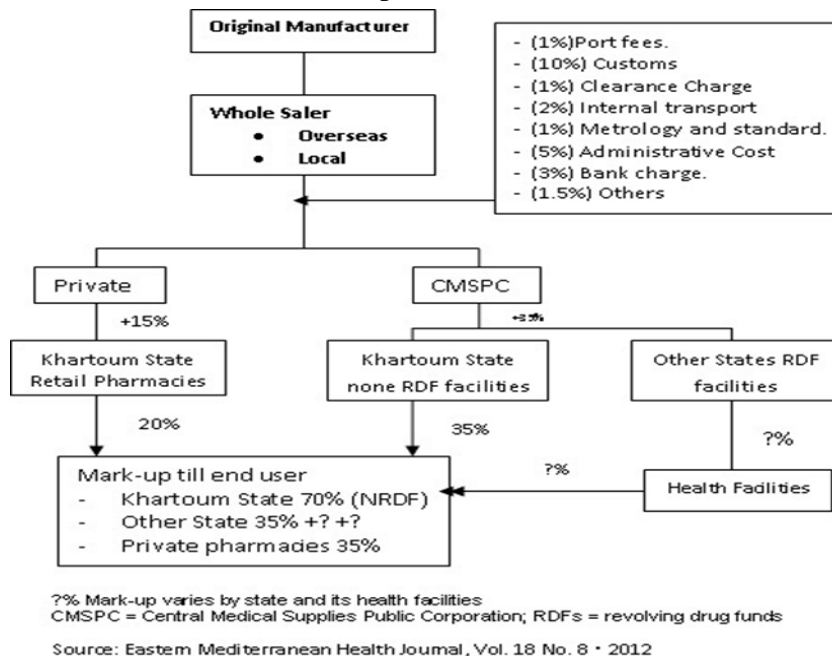 Original Manufacturer
- (1%)Port fees.
- (10%) Customs
- (1%) Clearance Charge
- (2%) Internal transport
- (1%) Metrology and standard.
- (5%) Administrative Cost
- (3%) Bank charge.
- (1.5%) Others
Whole Saler
• Overseas
• Local
Private
CMSPC
+15%
Khartoum State
Retail Pharmacies
Khartoum State
none RDF facilities
Other States RDF
facilities
20%
35%
?%
?%
Health Facilities
Mark-up till end user
- Khartoum State 70% (NRDF)
- Other State 35% +? +?
- Private pharmacies 35%
?% Mark-up varies by state and its health facilities
CMSPC = Central Medical Supplies Public Corporation; RDFs = revolving drug funds
Source: Eastern Mediterranean Health Journal, Vol. 18 No. 8 • 2012